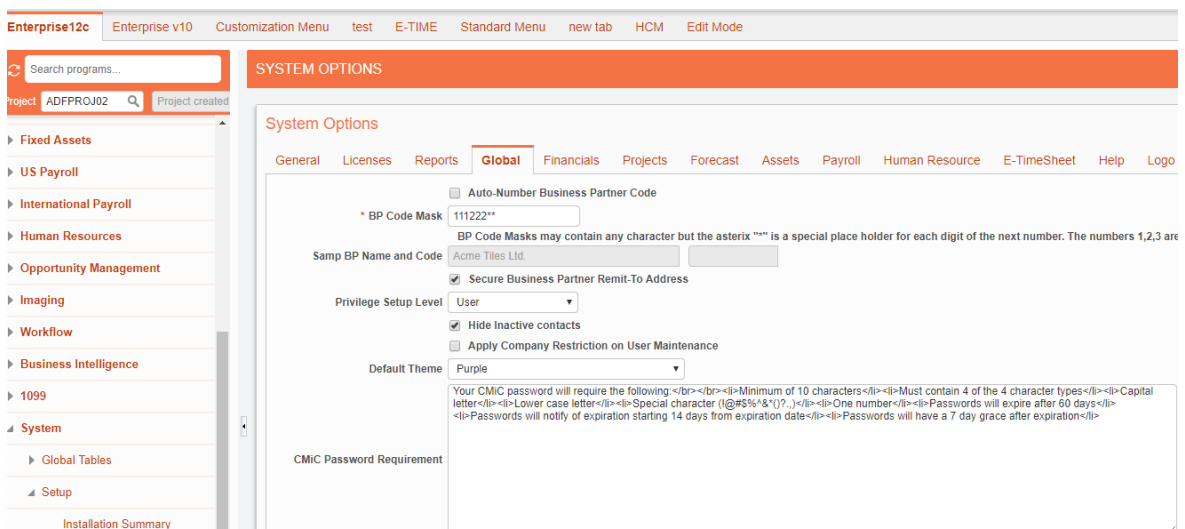 Enterprise12c Enterprise v10 Customization Menu test E-TIME Standard Menu new tab HCM Edit Mode
Search programs...
Project ADFPROJ02 Project created
Fixed Assets
US Payroll
International Payroll
Human Resources
Opportunity Management
Imaging
Workflow
Business Intelligence
1099
System
Global Tables
Setup
Installation Summary
SYSTEM OPTIONS
System Options
General Licenses Reports Global Financials Projects Forecast Assets Payroll Human Resource E-TimeSheet Help Logo
Auto-Number Business Partner Code
* BP Code Mask 111222**
BP Code Masks may contain any character but the asterix "*" is a special place holder for each digit of the next number. The numbers 1,2,3 are
Samp BP Name and Code Acme Tiles Ltd.
Secure Business Partner Remit-To Address
Privilege Setup Level User
Hide Inactive contacts
Apply Company Restriction on User Maintenance
Default Theme Purple
Your CMiC password will require the following:</br></br><li>Minimum of 10 characters</li><li>Must contain 4 of the 4 character types</li><li>Capital
letter</li><li>Lower case letter</li><li>Special character (!@#$%^&*()?.,)</li><li>One number</li><li>Passwords will expire after 60 days</li>
<li>Passwords will notify of expiration starting 14 days from expiration date</li><li>Passwords will have a 7 day grace after expiration</li>
CMiC Password Requirement